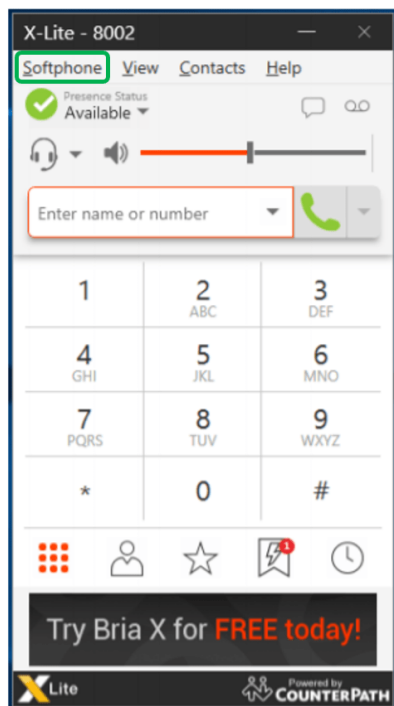 X-Lite - 8002
Softphone View Contacts Help
Presence Status
Available
Enter name or number
1 2 3
ABC DEF
4 5 6
GHI JKL MNO
7 8 9
PQRS TUV WXYZ
* 0 #
1
Try Bria X for FREE today!
X Lite Powered by
COUNTERPATH